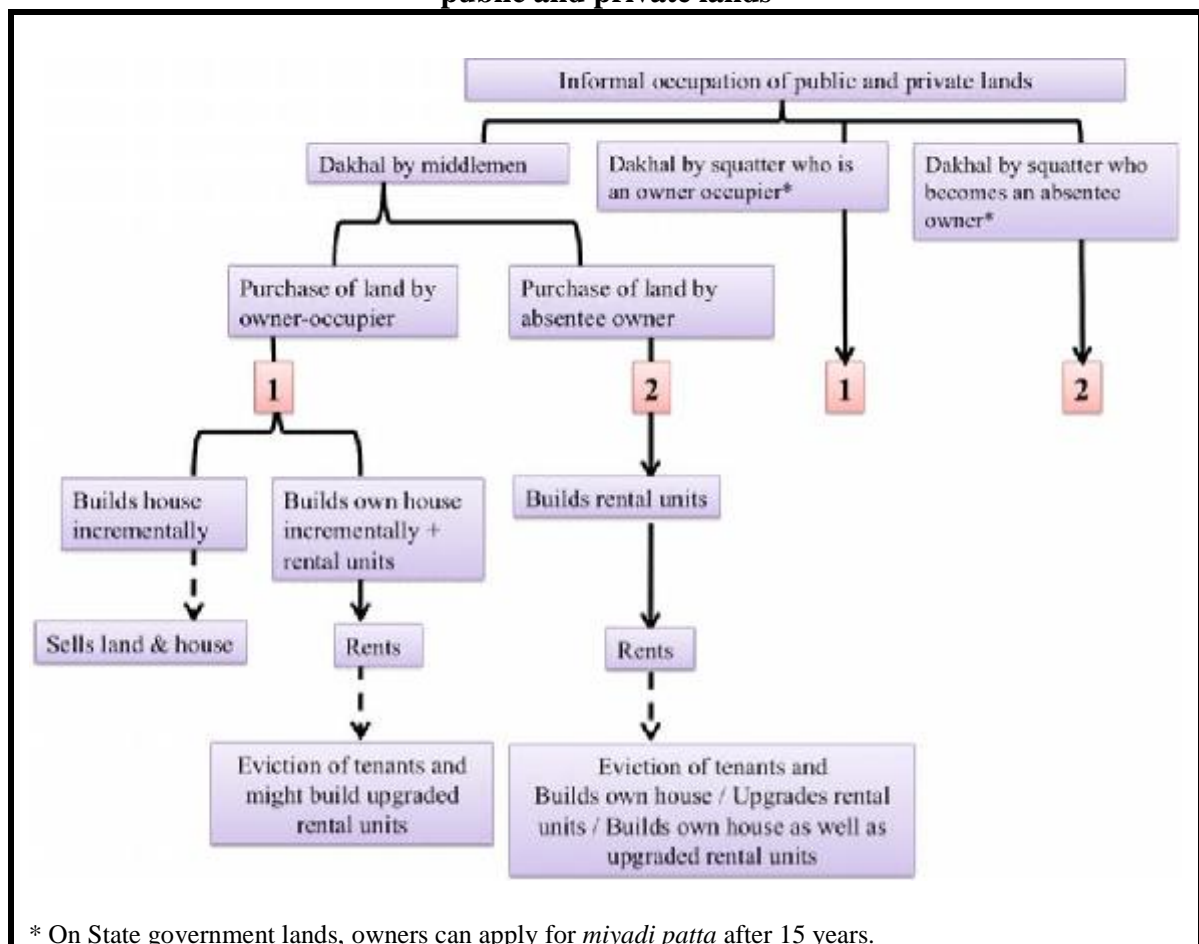 public and private lands
Informal occupation of public and private lands
Dakhal by middlemen
Dakhal by squatter who is
an owner occupier*
Dakhal by squatter who
becomes an absentee
owner*
Purchase of land by
owner-occupier
Purchase of land by
absentee owner
1
2
1
2
Builds house
incrementally
Builds own house
incrementally +
rental units
Builds rental units
Sells land & house
Rents
Rents
Eviction of tenants and
might build upgraded
rental units
Eviction of tenants and
Builds own house / Upgrades rental
units / Builds own house as well as
upgraded rental units
* On State government lands, owners can apply for miyadi patta after 15 years.